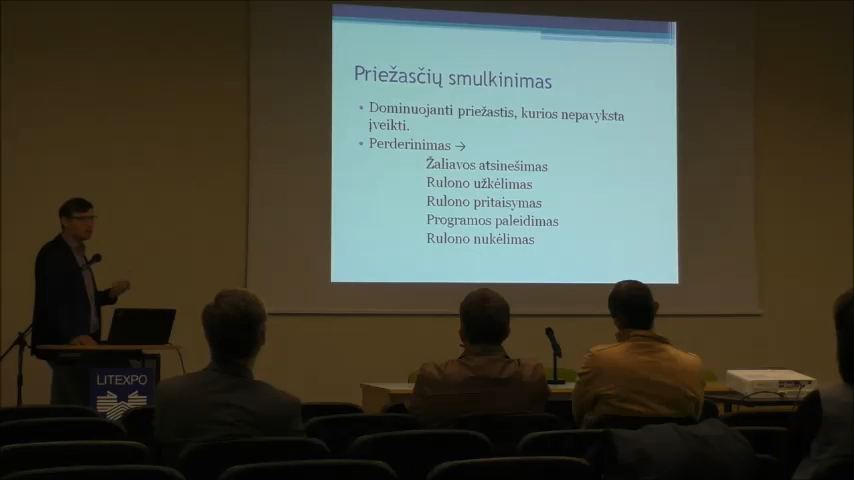 Priežasčių smulkinimas
• Dominuojanti priežastis, kurios nepavyksta
įveikti.
• Perderinimas →
Žaliavos atsinešimas
Rulono užkėlimas
Rulono pritaisymas
Programos paleidimas
Rulono nukėlimas
LITEXPO